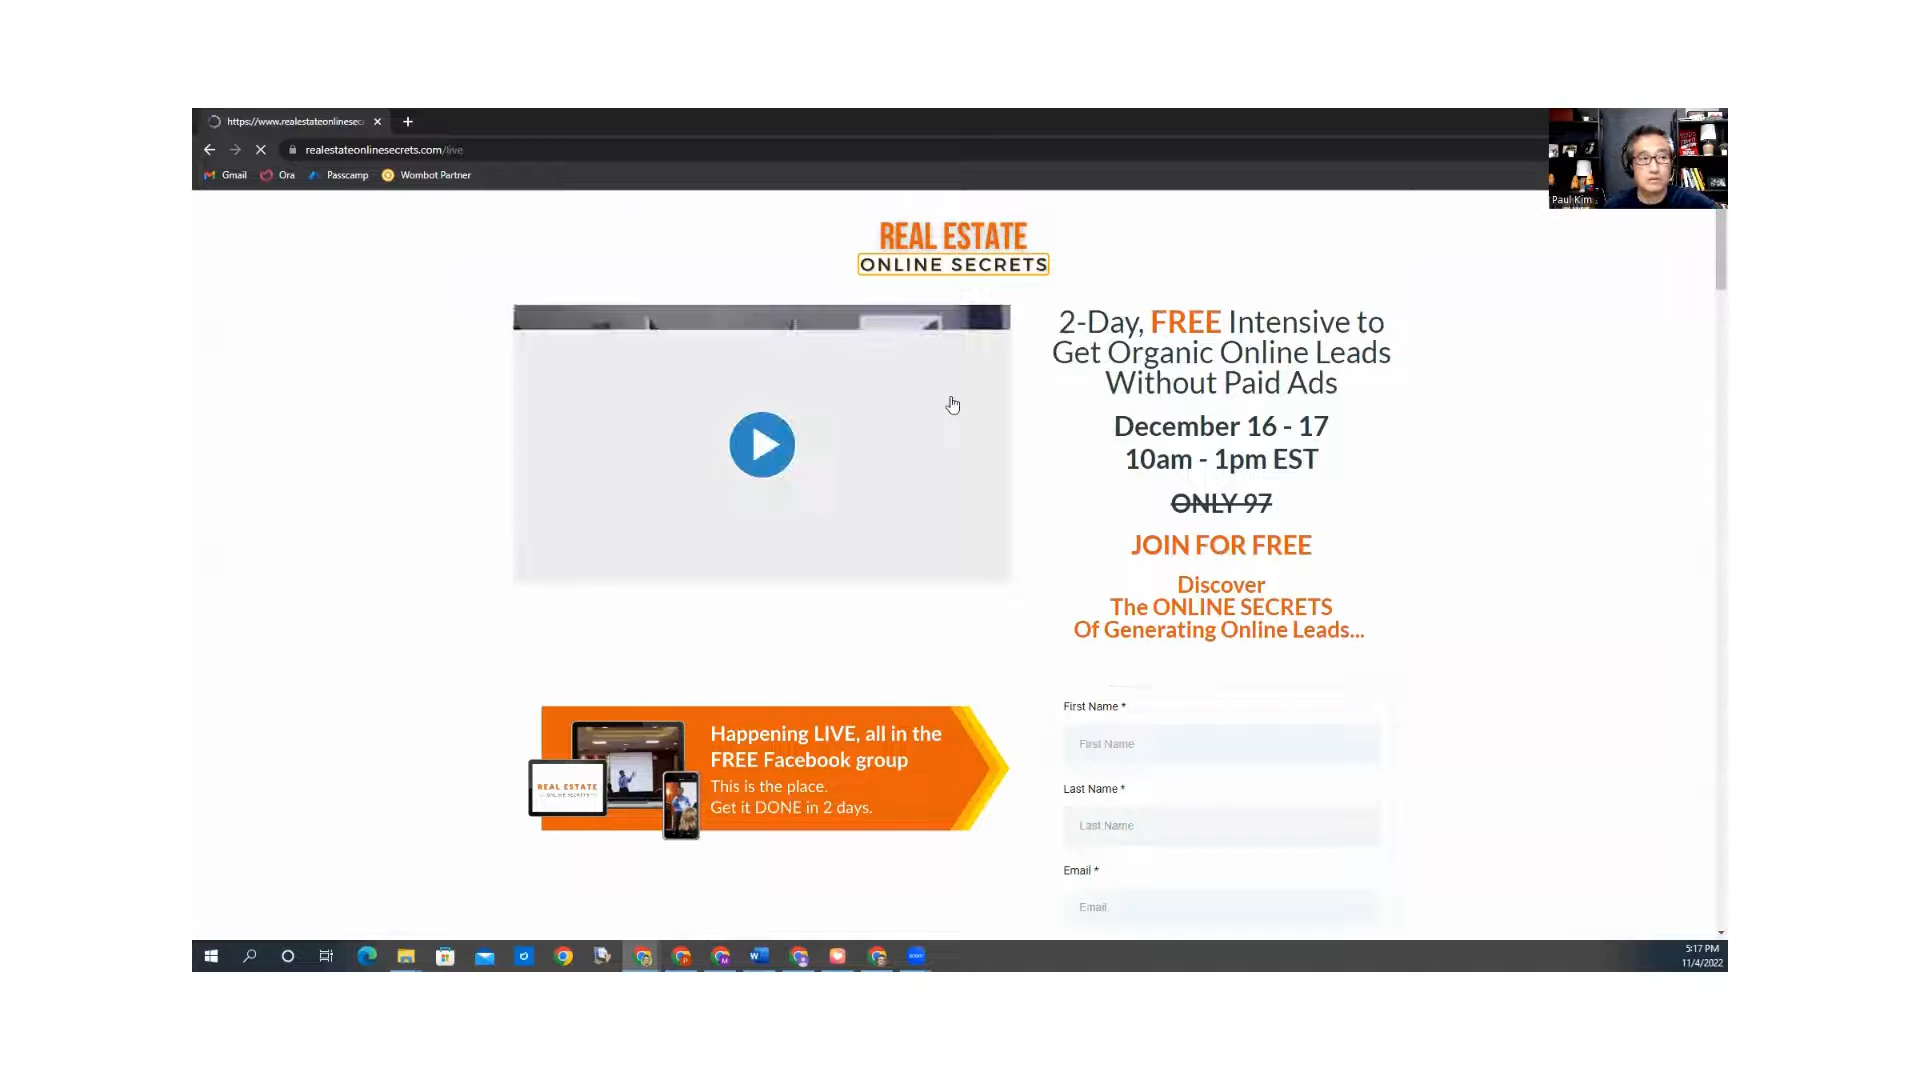 https://www.realestateonlinesec
realestateonlinesecrets.com/live
Gmail
Ora
Passcamp
Wombot Partner
Paul Kim
REAL ESTATE
ONLINE SECRETS
2-Day, FREE Intensive to
Get Organic Online Leads
Without Paid Ads
December 16 - 17
10am - 1pm EST
ONLY 97
JOIN FOR FREE
Discover
The ONLINE SECRETS
Of Generating Online Leads...
Happening LIVE, all in the
FREE Facebook group
This is the place.
Get it DONE in 2 days.
REAL ESTATE
ONLINE SECRETS
First Name *
First Name
Last Name *
Last Name
Email *
Email
5:17 PM
11/4/2022